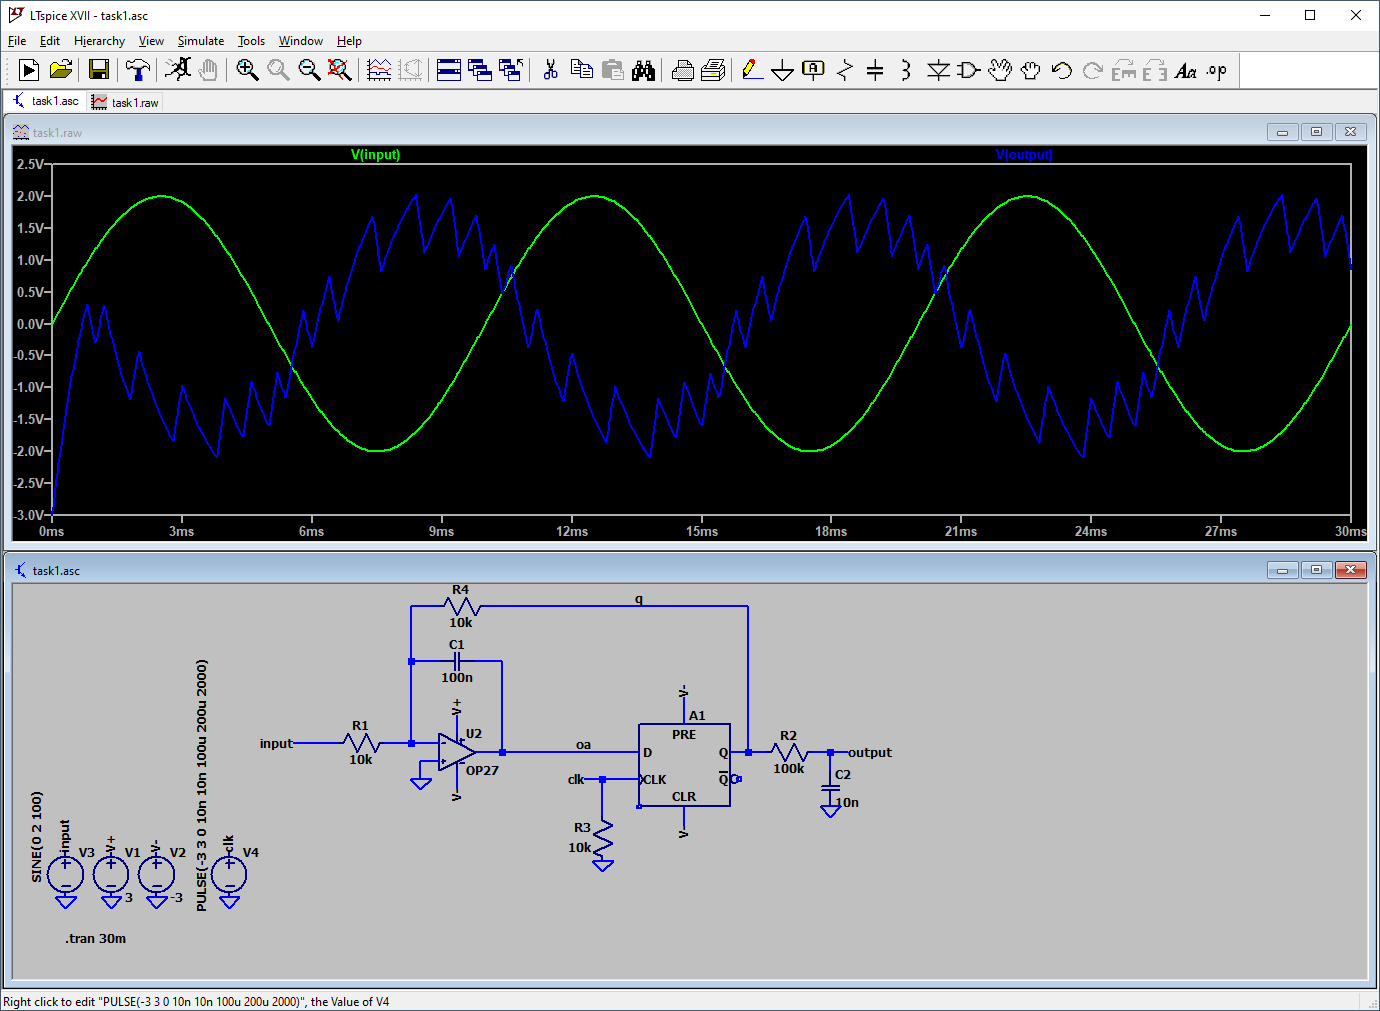 LTspice XVII - task1.asc
File Edit Hierarchy View Simulate Tools Window Help
A Aa .op
task1.asc task1.raw
task1.raw
V(input) V(output)
2.5V
2.0V
1.5V
1.0V
0.5V
0.0V
-0.5V
-1.0V
-1.5V
-2.0V
-2.5V
-3.0V
0ms 3ms 6ms 9ms 12ms 15ms 18ms 21ms 24ms 27ms 30ms
task1.asc
R4
q
10k
C1
100n
V+
U2
OP27
V-
input
R1
10k
oa
V-
A1
PRE
D
Q
clk
CLK
Q
CLR
V-
R3
10k
R2
100k
output
C2
10n
SINE(0 2 100)
input
V3
V+
V1
3
V-
V2
-3
PULSE(-3 3 0 10n 10n 100u 200u 2000)
clk
V4
.tran 30m
Right click to edit "PULSE(-3 3 0 10n 10n 100u 200u 2000)", the Value of V4